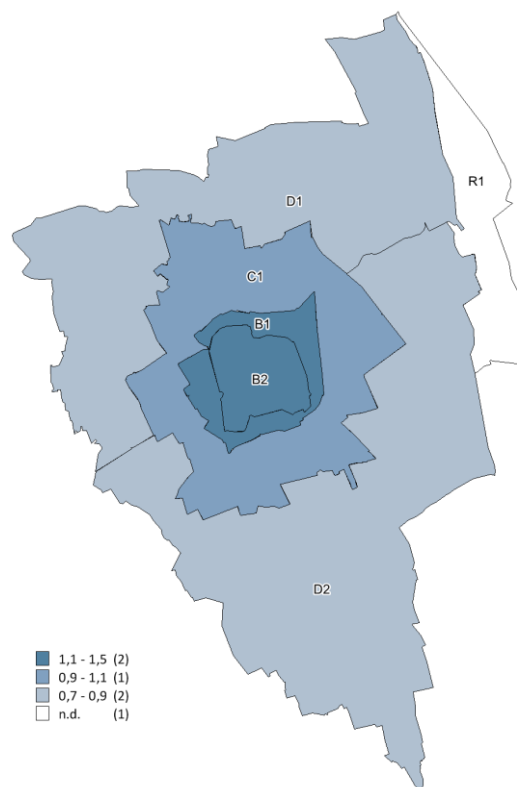 R1
D1
C1
B1
B2
D2
1,1 - 1,5 (2)
0,9 - 1,1 (1)
0,7 - 0,9 (2)
n.d. (1)